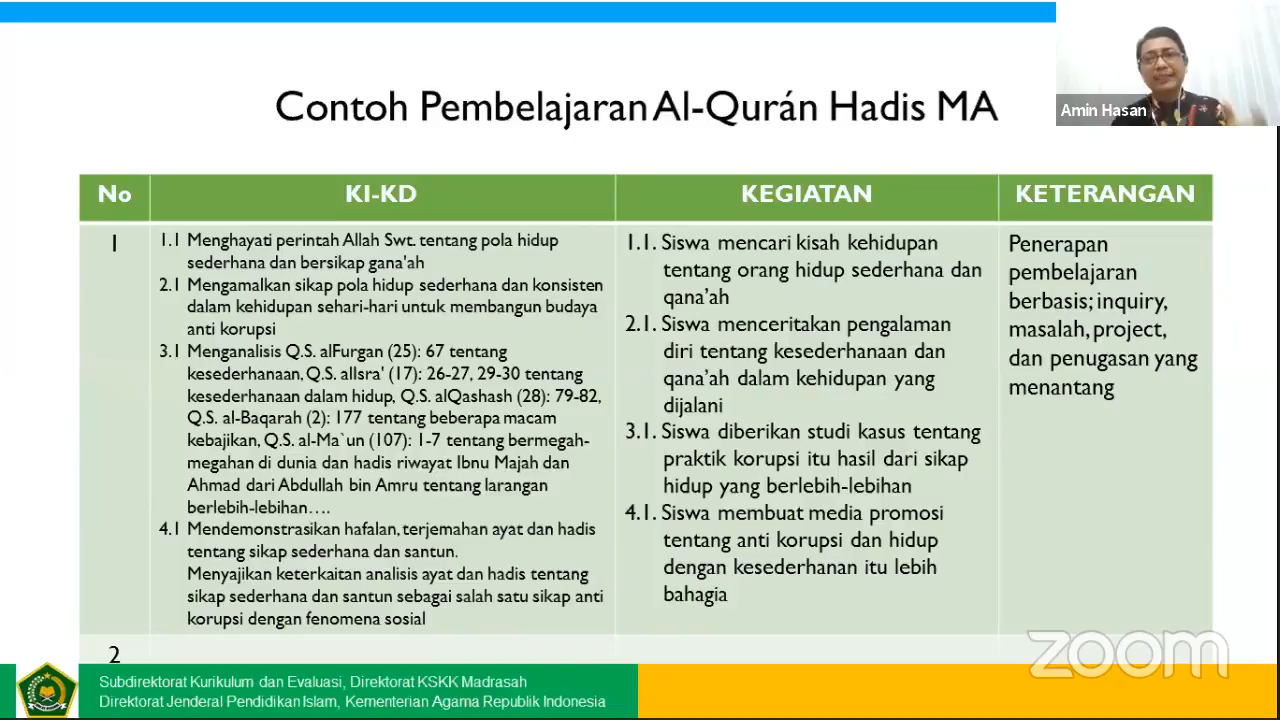 Contoh Pembelajaran Al-Qurán Hadis MA
Amin Hasan
No
KI-KD
KEGIATAN
KETERANGAN
1
1.1 Menghayati perintah Allah Swt. tentang pola hidup
sederhana dan bersikap gana'ah
2.1 Mengamalkan sikap pola hidup sederhana dan konsisten
dalam kehidupan sehari-hari untuk membangun budaya
anti korupsi
3.1 Menganalisis Q.S. alFurgan (25): 67 tentang
kesederhanaan, Q.S. alIsra' (17): 26-27, 29-30 tentang
kesederhanaan dalam hidup, Q.S. alQashash (28): 79-82,
Q.S. al-Baqarah (2): 177 tentang beberapa macam
kebajikan, Q.S. al-Ma`un (107): 1-7 tentang bermegah-
megahan di dunia dan hadis riwayat Ibnu Majah dan
Ahmad dari Abdullah bin Amru tentang larangan
berlebih-lebihan….
4.1 Mendemonstrasikan hafalan, terjemahan ayat dan hadis
tentang sikap sederhana dan santun.
Menyajikan keterkaitan analisis ayat dan hadis tentang
sikap sederhana dan santun sebagai salah satu sikap anti
korupsi dengan fenomena sosial
1.1. Siswa mencari kisah kehidupan
tentang orang hidup sederhana dan
qana’ah
2.1. Siswa menceritakan pengalaman
diri tentang kesederhanaan dan
qana’ah dalam kehidupan yang
dijalani
3.1. Siswa diberikan studi kasus tentang
praktik korupsi itu hasil dari sikap
hidup yang berlebih-lebihan
4.1. Siswa membuat media promosi
tentang anti korupsi dan hidup
dengan kesederhanan itu lebih
bahagia
Penerapan
pembelajaran
berbasis; inquiry,
masalah, project,
dan penugasan yang
menantang
2
zoom
Subdirektorat Kurikulum dan Evaluasi, Direktorat KSKK Madrasah
Direktorat Jenderal Pendidikan Islam, Kementerian Agama Republik Indonesia